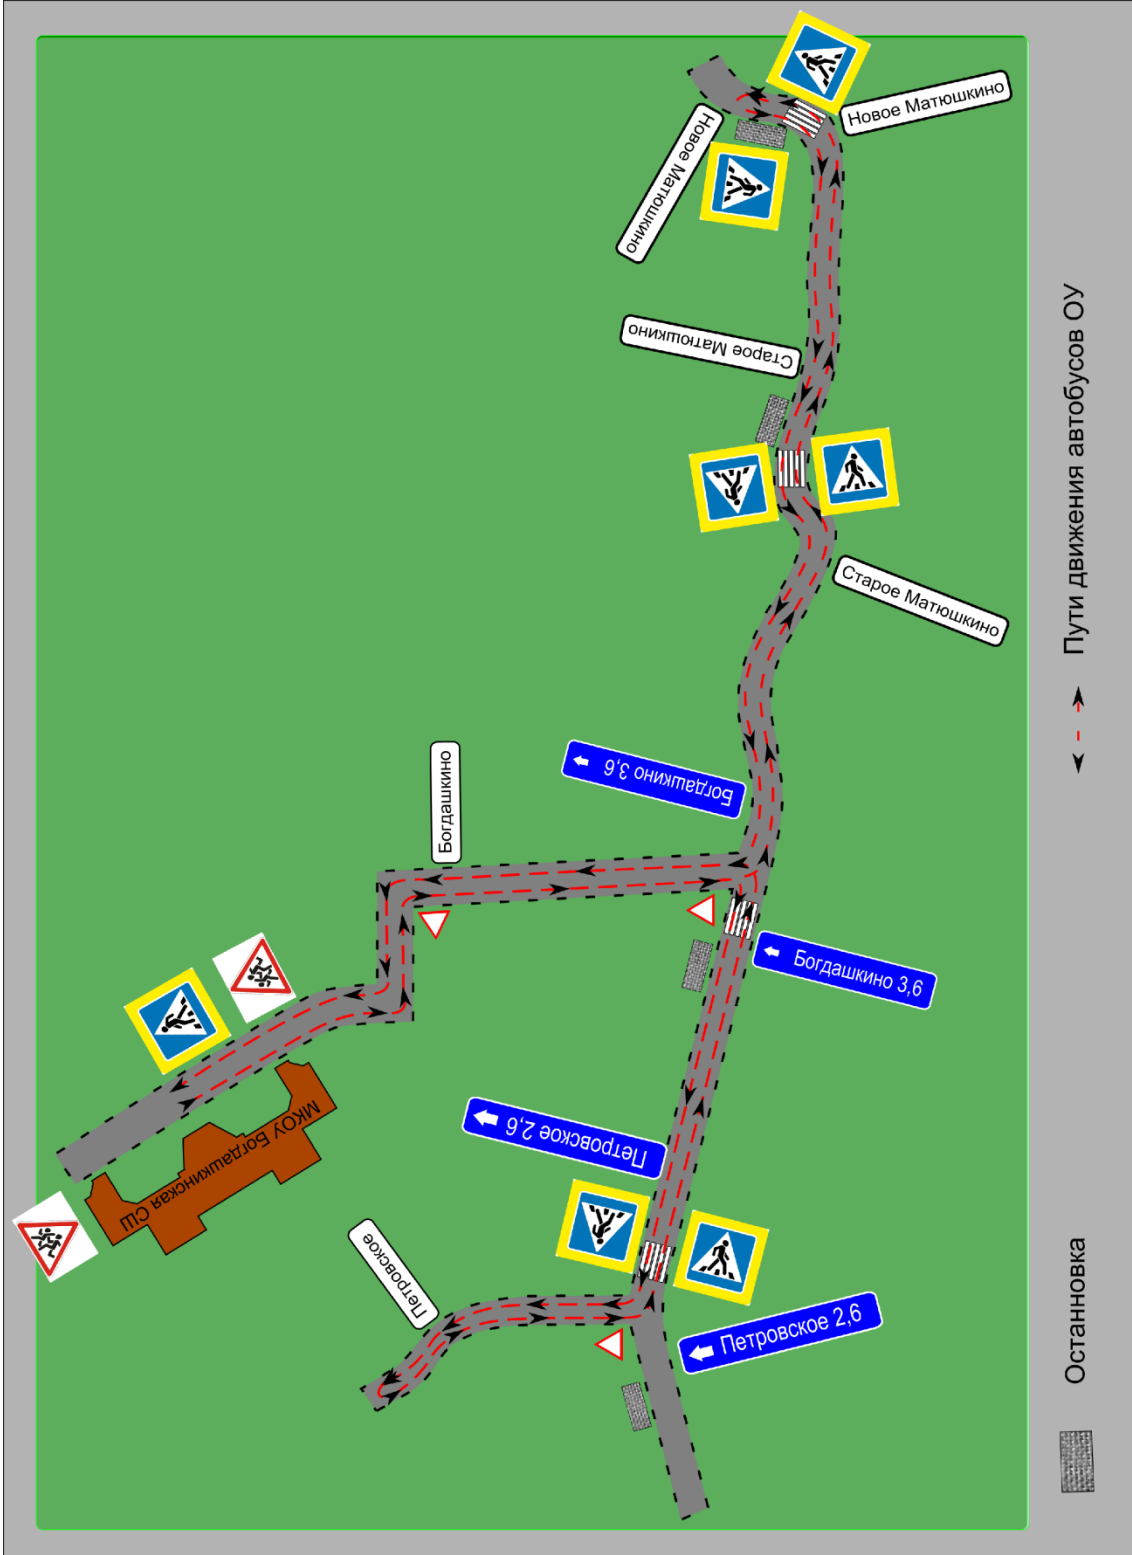 Новое Матюшкино
Новое Матюшкино
Старое Матюшкино
Старое Матюшкино
Богдашкино 3,6
Богдашкино
Богдашкино 3,6
Петровское 2,6
МКОУ Богдашкинская СШ
Петровское
Петровское 2,6
Остановка
Пути движения автобусов ОУ